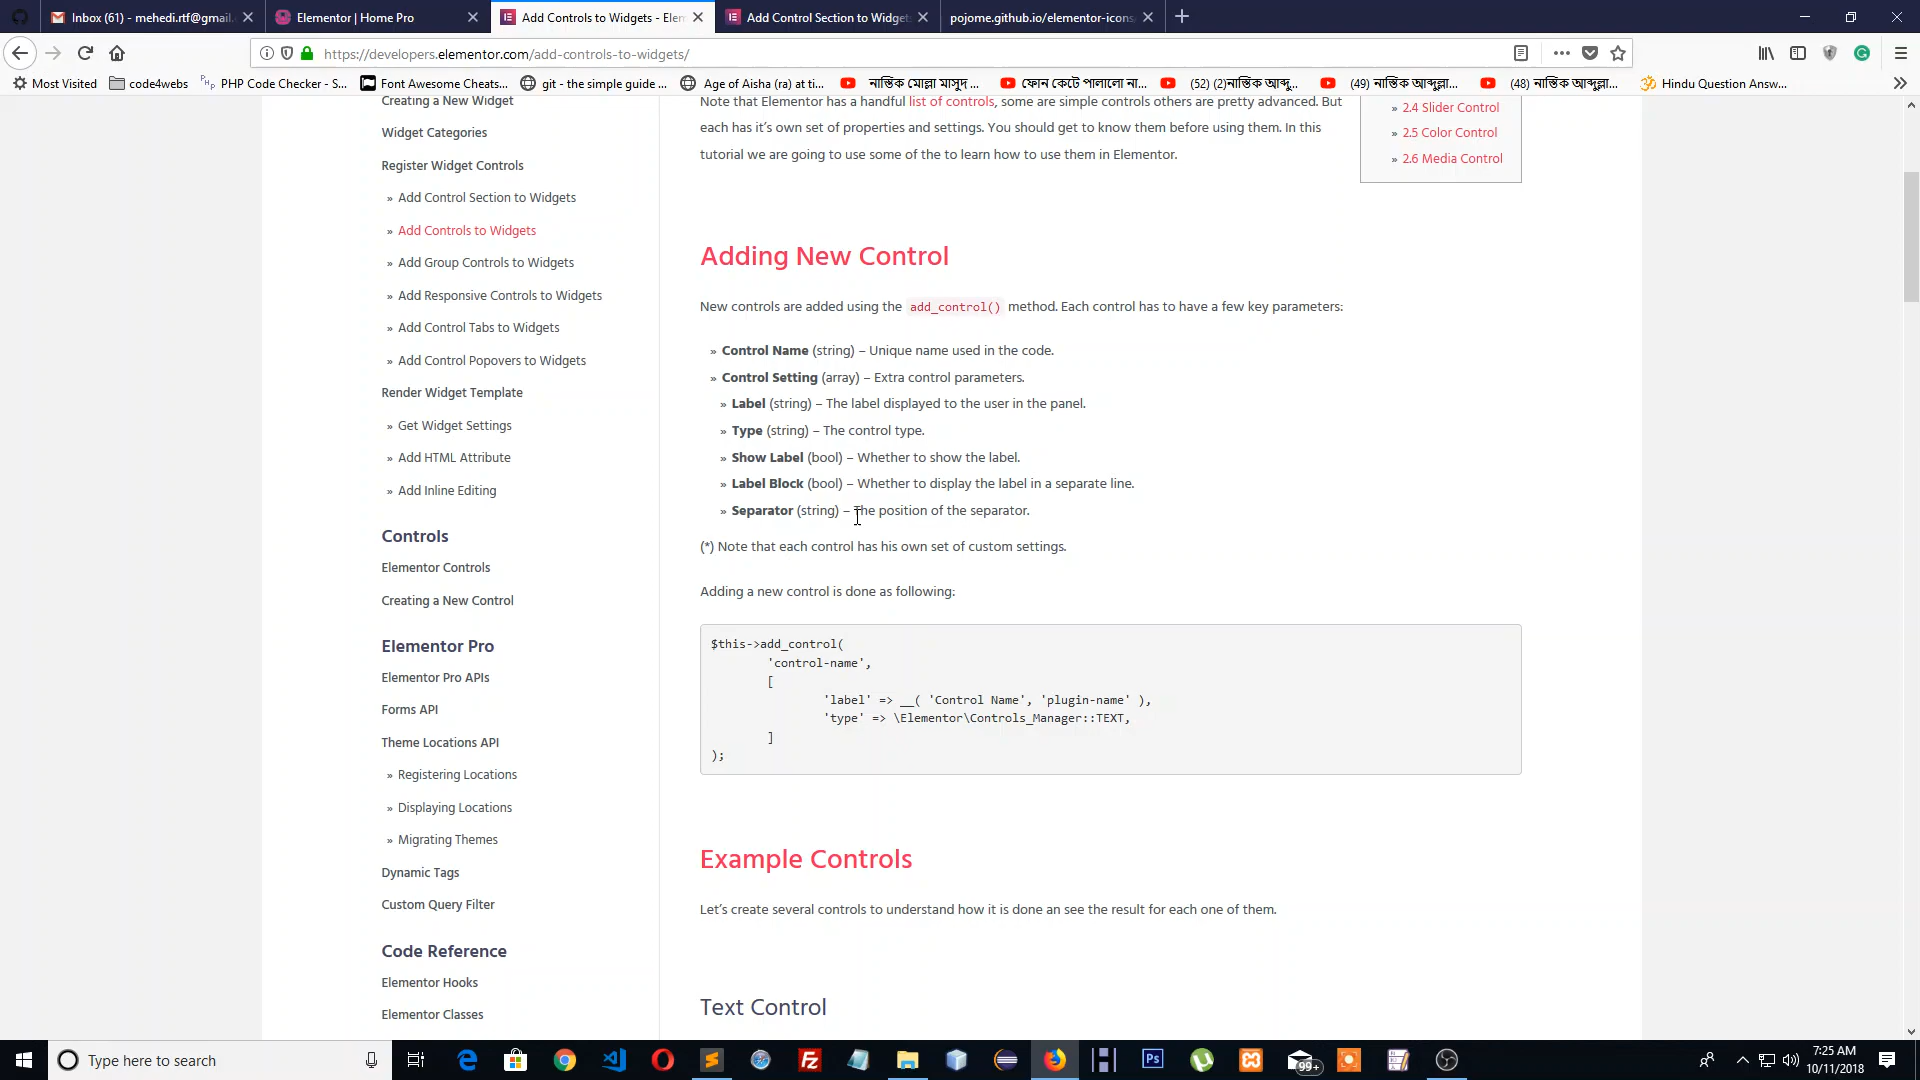 Inbox (61) - mehedi.rtf@gmail.
Elementor | Home Pro
Add Controls to Widgets - Elem
Add Control Section to Widget
pojome.github.io/elementor-icons
https://developers.elementor.com/add-controls-to-widgets/
Most Visited
code4webs
PHP Code Checker - S...
Font Awesome Cheats...
git - the simple guide ...
Age of Aisha (ra) at ti...
নাস্তিক মোল্লা মাসুদ ...
ফোন কেটে পালালো না...
(52) (2)নাস্তিক আব্দু...
(49) নাস্তিক আব্দুল্লা...
(48) নাস্তিক আব্দুল্লা...
Hindu Question Answ...
Creating a New Widget
Widget Categories
Register Widget Controls
» Add Control Section to Widgets
» Add Controls to Widgets
» Add Group Controls to Widgets
» Add Responsive Controls to Widgets
» Add Control Tabs to Widgets
» Add Control Popovers to Widgets
Render Widget Template
» Get Widget Settings
» Add HTML Attribute
» Add Inline Editing
Controls
Elementor Controls
Creating a New Control
Elementor Pro
Elementor Pro APIs
Forms API
Theme Locations API
» Registering Locations
» Displaying Locations
» Migrating Themes
Dynamic Tags
Custom Query Filter
Code Reference
Elementor Hooks
Elementor Classes
Note that Elementor has a handful list of controls, some are simple controls others are pretty advanced. But
each has it's own set of properties and settings. You should get to know them before using them. In this
tutorial we are going to use some of the to learn how to use them in Elementor.
» 2.4 Slider Control
» 2.5 Color Control
» 2.6 Media Control
Adding New Control
New controls are added using the add_control() method. Each control has to have a few key parameters:
» Control Name (string) – Unique name used in the code.
» Control Setting (array) – Extra control parameters.
» Label (string) – The label displayed to the user in the panel.
» Type (string) – The control type.
» Show Label (bool) – Whether to show the label.
» Label Block (bool) – Whether to display the label in a separate line.
» Separator (string) – The position of the separator.
(*) Note that each control has his own set of custom settings.
Adding a new control is done as following:
$this->add_control(
'control-name',
[
'label' => __( 'Control Name', 'plugin-name' ),
'type' => \Elementor\Controls_Manager::TEXT,
]
);
Example Controls
Let's create several controls to understand how it is done an see the result for each one of them.
Text Control
Type here to search
99+
7:25 AM
10/11/2018